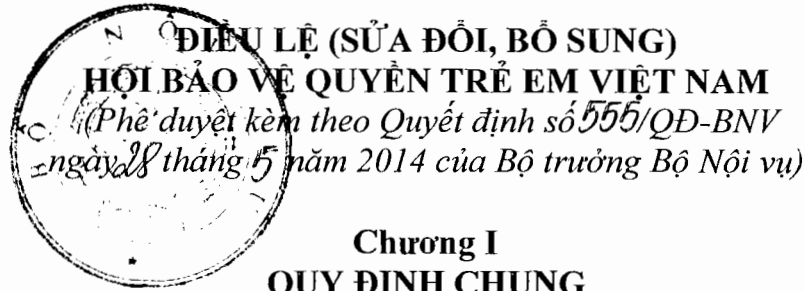 ĐIỀU LỆ (SỬA ĐỔI, BỔ SUNG)
HỘI BẢO VỆ QUYỀN TRẺ EM VIỆT NAM
(Phê duyệt kèm theo Quyết định số 555/QĐ-BNV
ngày 28 tháng 5 năm 2014 của Bộ trưởng Bộ Nội vụ)
Chương I
QUY ĐỊNH CHUNG